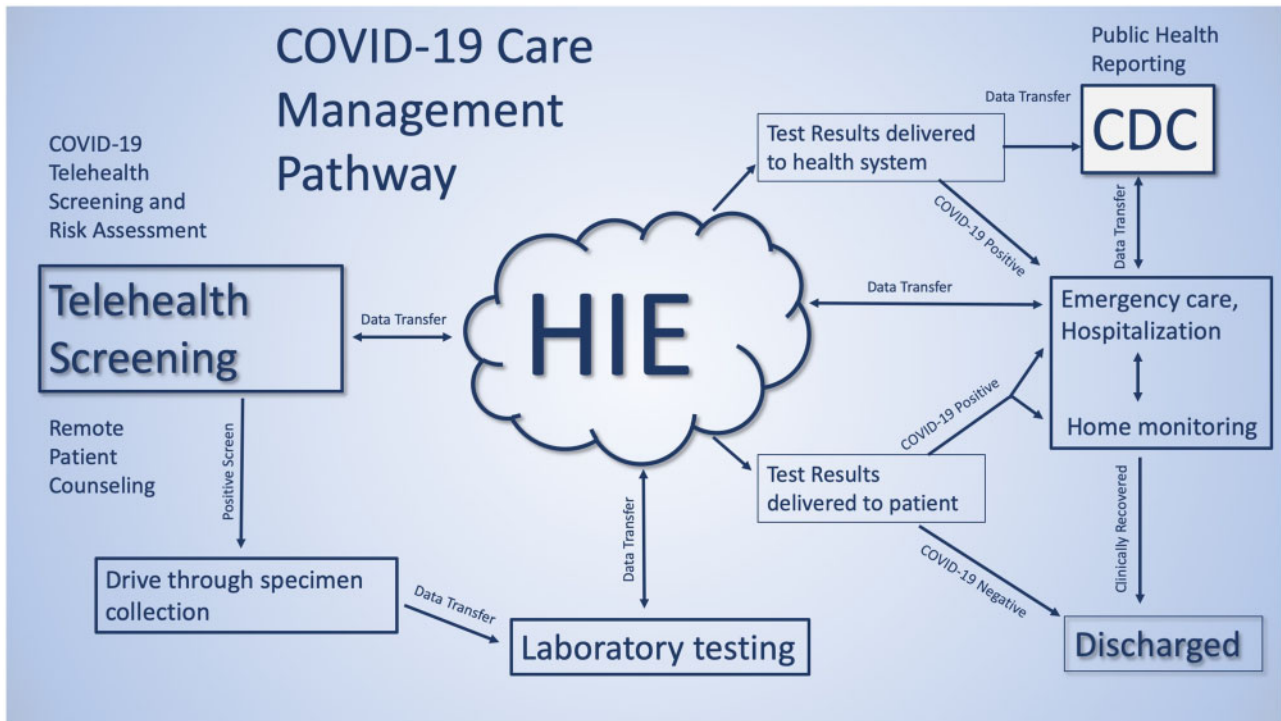 COVID-19 Care
Management
Pathway
COVID-19
Telehealth
Screening and
Risk Assessment
Telehealth
Screening
Remote
Patient
Counseling
Positive Screen
Drive through specimen
collection
Data Transfer
Data Transfer
HIE
Data Transfer
Laboratory testing
Test Results delivered
to health system
Data Transfer
Public Health
Reporting
CDC
COVID-19 Positive
Data Transfer
Data Transfer
Emergency care,
Hospitalization
Home monitoring
COVID-19 Positive
Test Results
delivered to patient
COVID-19 Negative
Clinically Recovered
Discharged